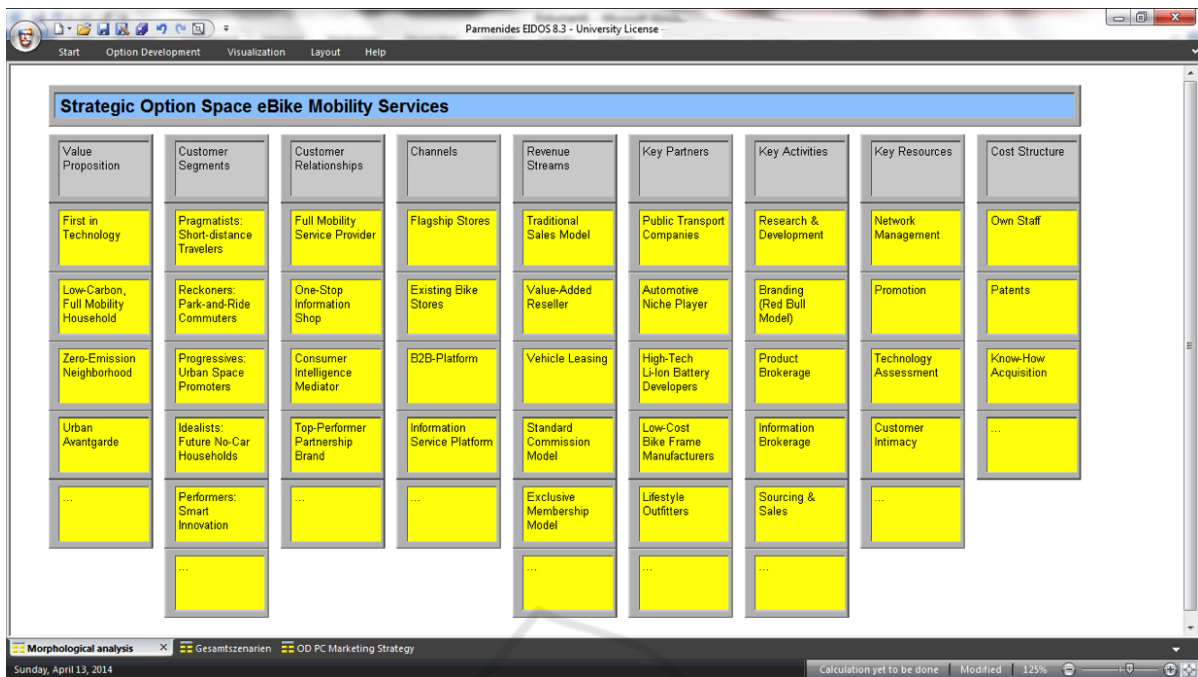 Parmenides EIDOS 8.3 - University License
Start Option Development Visualization Layout Help
Strategic Option Space eBike Mobility Services
Value
Proposition
First in
Technology
Low-Carbon,
Full Mobility
Household
Zero-Emission
Neighborhood
Urban
Avantgarde
...
Customer
Segments
Pragmatists:
Short-distance
Travelers
Reckoners:
Park-and-Ride
Commuters
Progressives:
Urban Space
Promoters
Idealists:
Future No-Car
Households
Performers:
Smart
Innovation
...
Customer
Relationships
Full Mobility
Service Provider
One-Stop
Information
Shop
Consumer
Intelligence
Mediator
Top-Performer
Partnership
Brand
...
Channels
Flagship Stores
Existing Bike
Stores
B2B-Platform
Information
Service Platform
...
Revenue
Streams
Traditional
Sales Model
Value-Added
Reseller
Vehicle Leasing
Standard
Commission
Model
Exclusive
Membership
Model
...
Key Partners
Public Transport
Companies
Automotive
Niche Player
High-Tech
Li-Ion Battery
Developers
Low-Cost
Bike Frame
Manufacturers
Lifestyle
Outfitters
...
Key Activities
Research &
Development
Branding
(Red Bull
Model)
Product
Brokerage
Information
Brokerage
Sourcing &
Sales
...
Key Resources
Network
Management
Promotion
Technology
Assessment
Customer
Intimacy
...
Cost Structure
Own Staff
Patents
Know-How
Acquisition
...
Morphological analysis Gesamtszenarien OD PC Marketing Strategy
Sunday, April 13, 2014 Calculation yet to be done Modified 125%